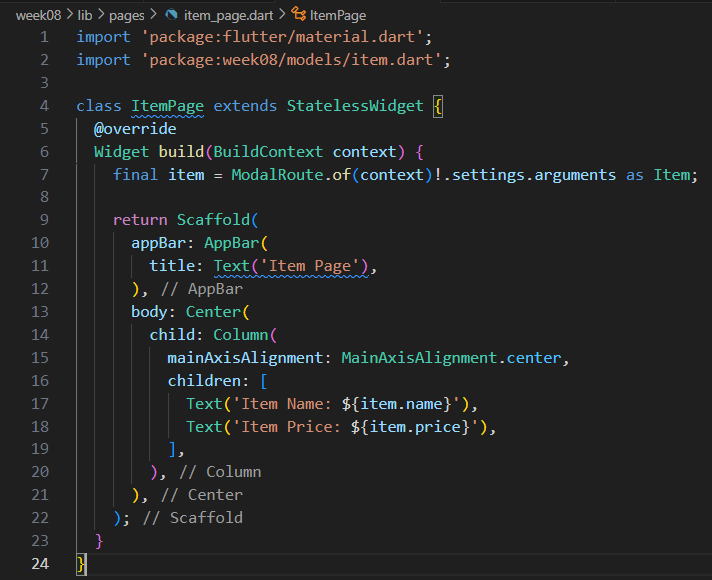 week08 > lib > pages > item_page.dart > ItemPage
1 import 'package:flutter/material.dart';
2 import 'package:week08/models/item.dart';
3
4 class ItemPage extends StatelessWidget {
5   @override
6   Widget build(BuildContext context) {
7     final item = ModalRoute.of(context)!.settings.arguments as Item;
8
9     return Scaffold(
10       appBar: AppBar(
11         title: Text('Item Page'),
12       ), // AppBar
13       body: Center(
14         child: Column(
15           mainAxisAlignment: MainAxisAlignment.center,
16           children: [
17             Text('Item Name: ${item.name}'),
18             Text('Item Price: ${item.price}'),
19           ],
20         ), // Column
21       ), // Center
22     ); // Scaffold
23   }
24 }